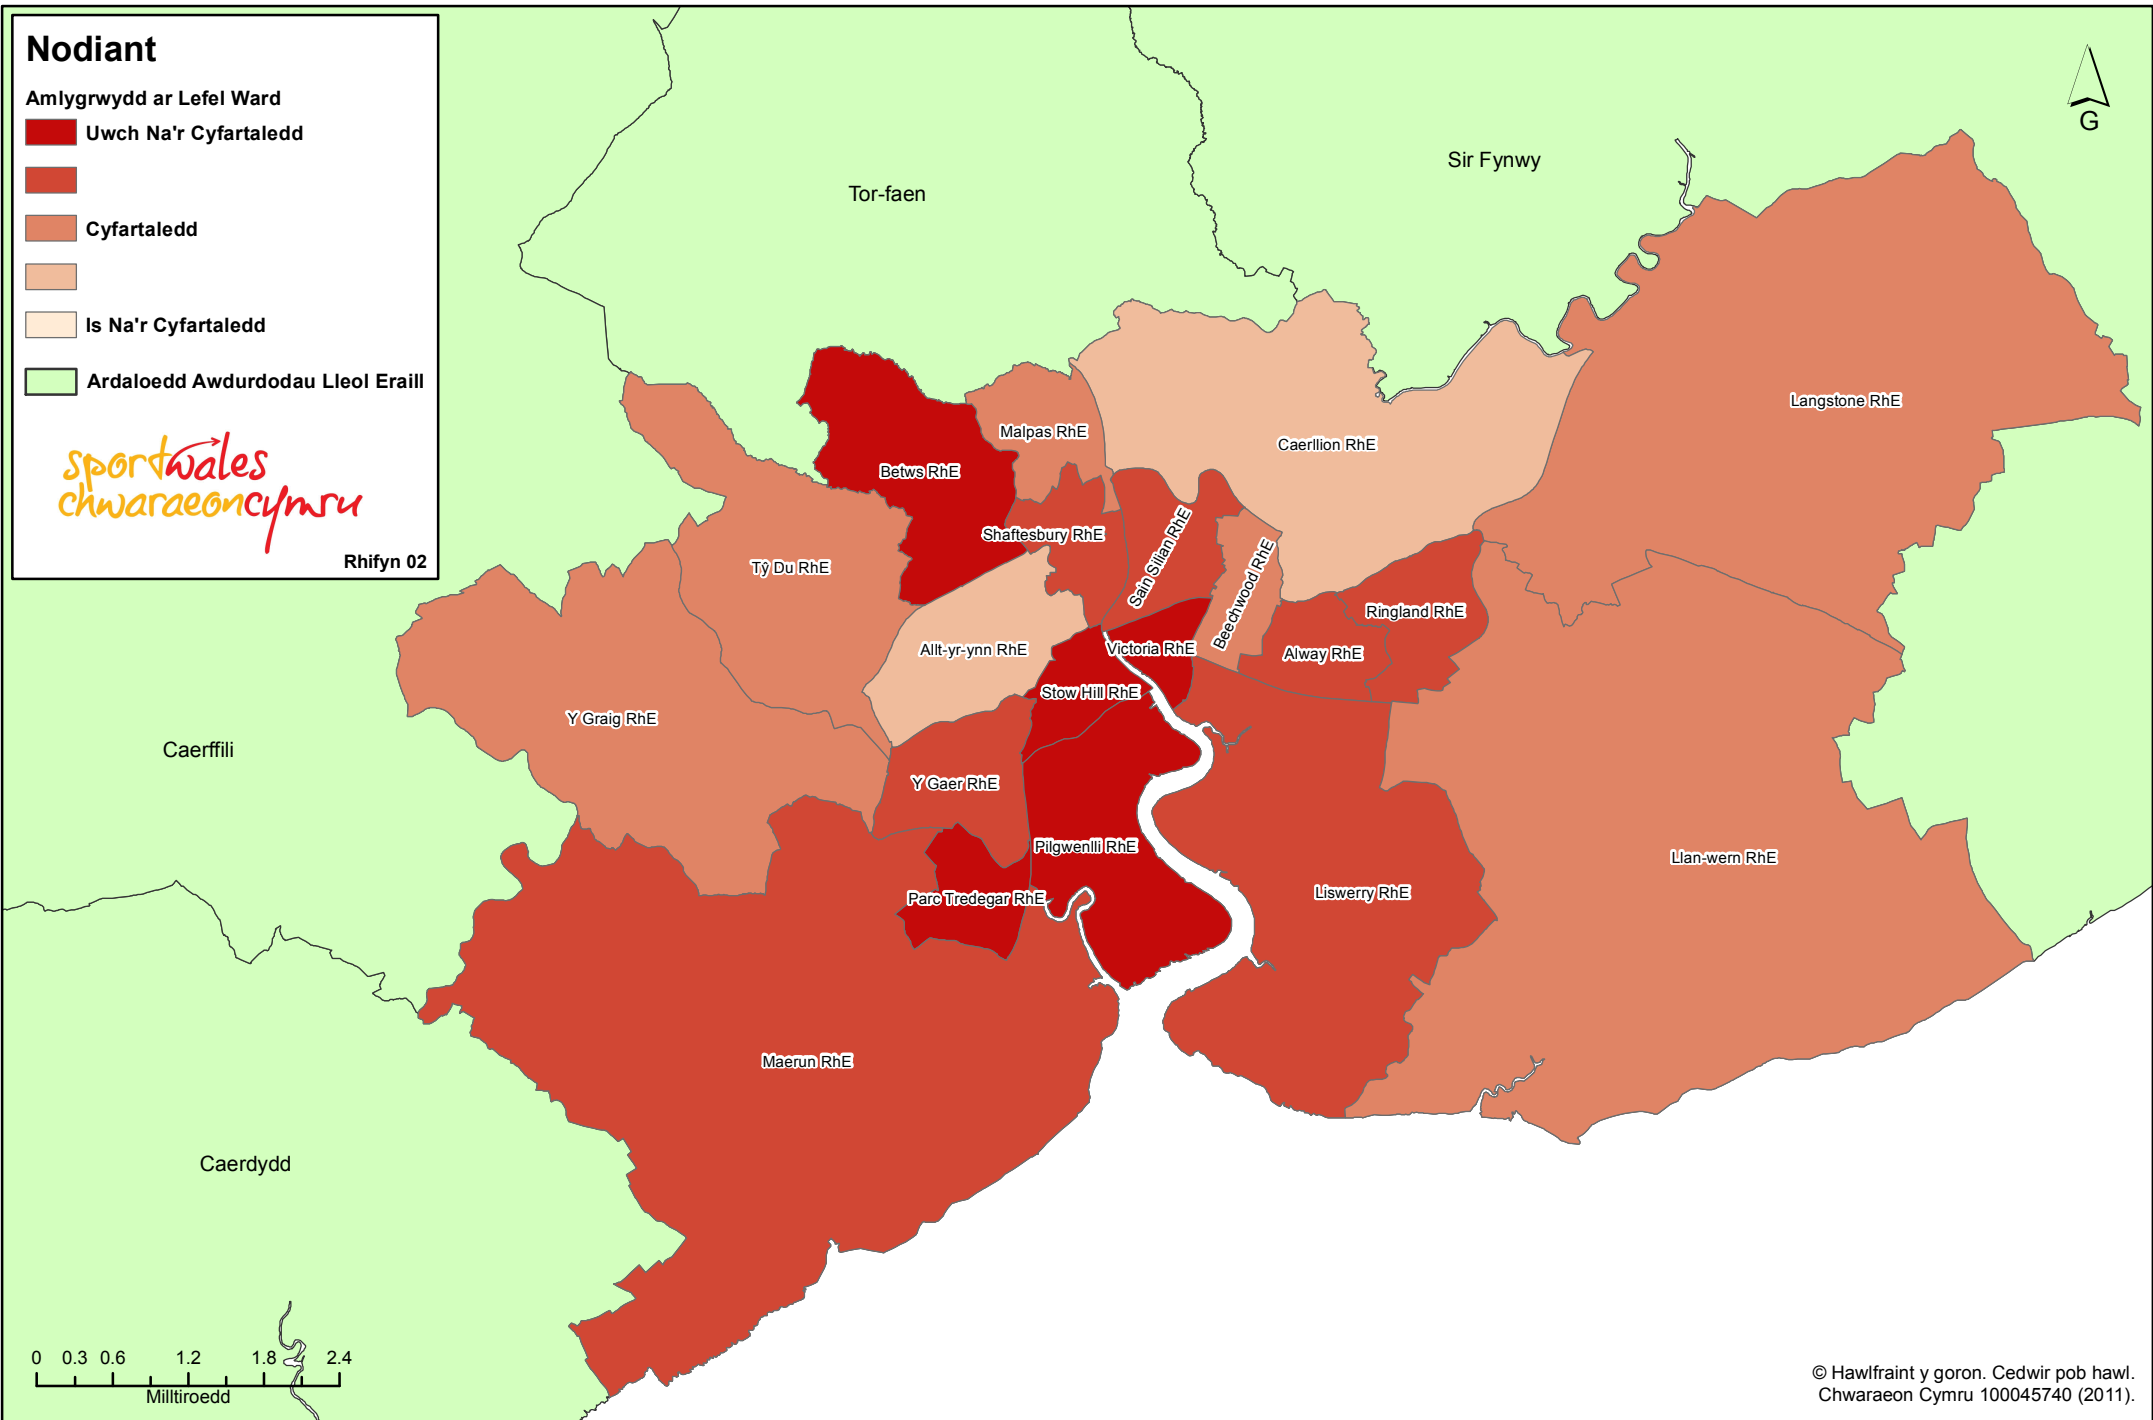 Nodiant
Amlygrwydd ar Lefel Ward
Uwch Na'r Cyfartaledd
Cyfartaledd
Is Na'r Cyfartaledd
Ardaloedd Awdurdodau Lleol Eraill
sportwales
chwaraeoncymru
Rhifyn 02
G
Sir Fynwy
Tor-faen
Langstone RhE
Malpas RhE
Caerllion RhE
Betws RhE
Shaftesbury RhE
Sain Silian RhE
Beechwood RhE
Tŷ Du RhE
Ringland RhE
Allt-yr-ynn RhE
Victoria RhE
Alway RhE
Stow Hill RhE
Y Graig RhE
Caerffili
Y Gaer RhE
Pilgwenlli RhE
Llan-wern RhE
Parc Tredegar RhE
Liswerry RhE
Maerun RhE
Caerdydd
0 0.3 0.6 1.2 1.8 2.4
Milltiroedd
© Hawlfraint y goron. Cedwir pob hawl.
Chwaraeon Cymru 100045740 (2011).